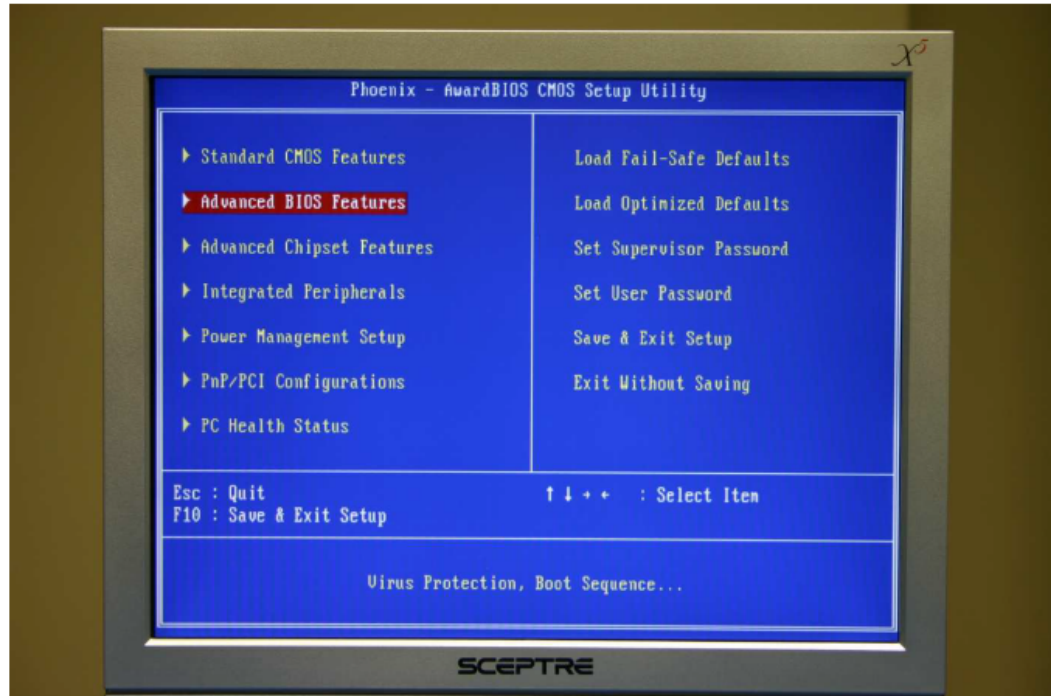 X5
Phoenix - AwardBIOS CMOS Setup Utility
Standard CMOS Features
Advanced BIOS Features
Advanced Chipset Features
Integrated Peripherals
Power Management Setup
PnP/PCI Configurations
PC Health Status
Load Fail-Safe Defaults
Load Optimized Defaults
Set Supervisor Password
Set User Password
Save & Exit Setup
Exit Without Saving
Esc : Quit
F10 : Save & Exit Setup
↑ ↓ → ← : Select Item
Virus Protection, Boot Sequence...
SCEPTRE